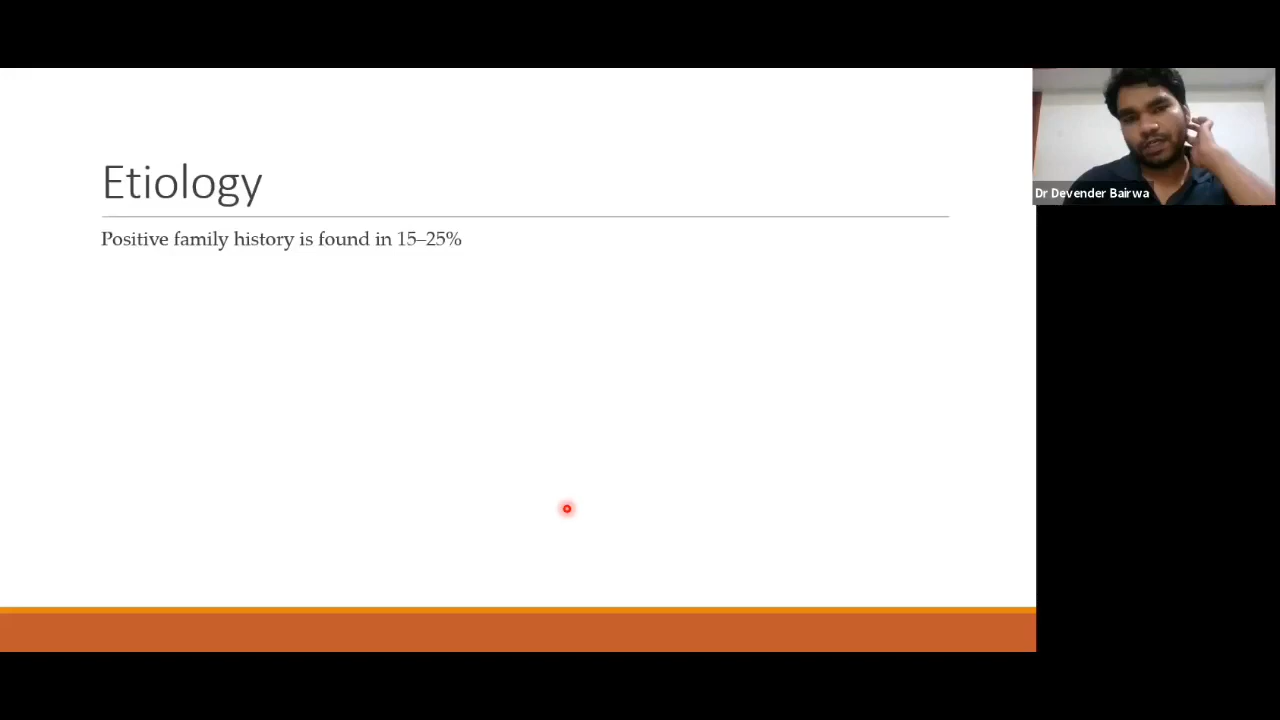 Etiology
Positive family history is found in 15–25%
Dr Devender Bairwa